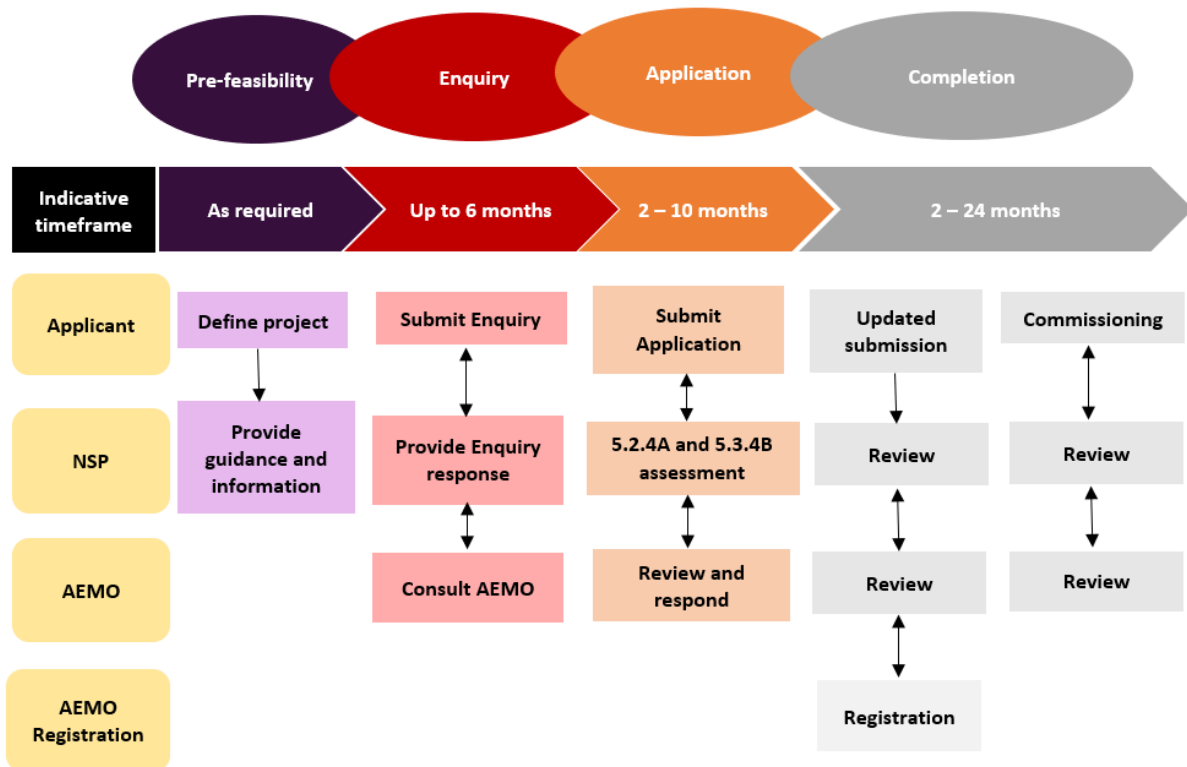 Pre-feasibility
Enquiry
Application
Completion
Indicative
timeframe
As required
Up to 6 months
2 – 10 months
2 – 24 months
Applicant
Define project
Submit Enquiry
Submit
Application
Updated
submission
Commissioning
NSP
Provide
guidance and
information
Provide Enquiry
response
5.2.4A and 5.3.4B
assessment
Review
Review
AEMO
Consult AEMO
Review and
respond
Review
Review
AEMO
Registration
Registration